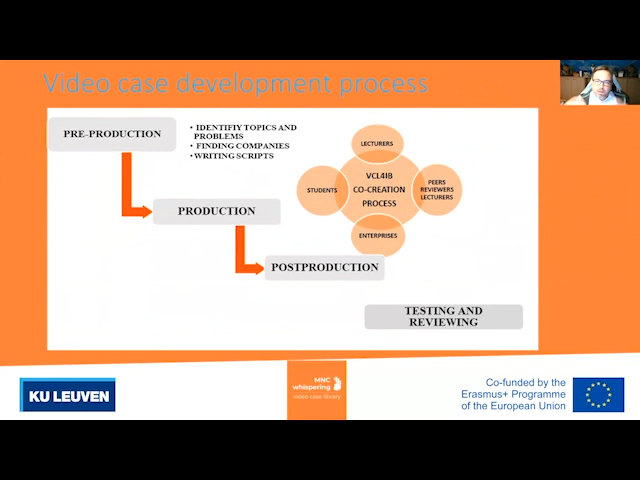 Video case development process
PRE-PRODUCTION
• IDENTIFIY TOPICS AND
PROBLEMS
• FINDING COMPANIES
• WRITING SCRIPTS
PRODUCTION
POSTPRODUCTION
TESTING AND
REVIEWING
LECTURERS
STUDENTS
VCL4IB
CO-CREATION
PROCESS
PEERS
REVIEWERS
LECTURERS
ENTERPRISES
KU LEUVEN
MNC
whispering
video case library
Co-funded by the
Erasmus+ Programme
of the European Union